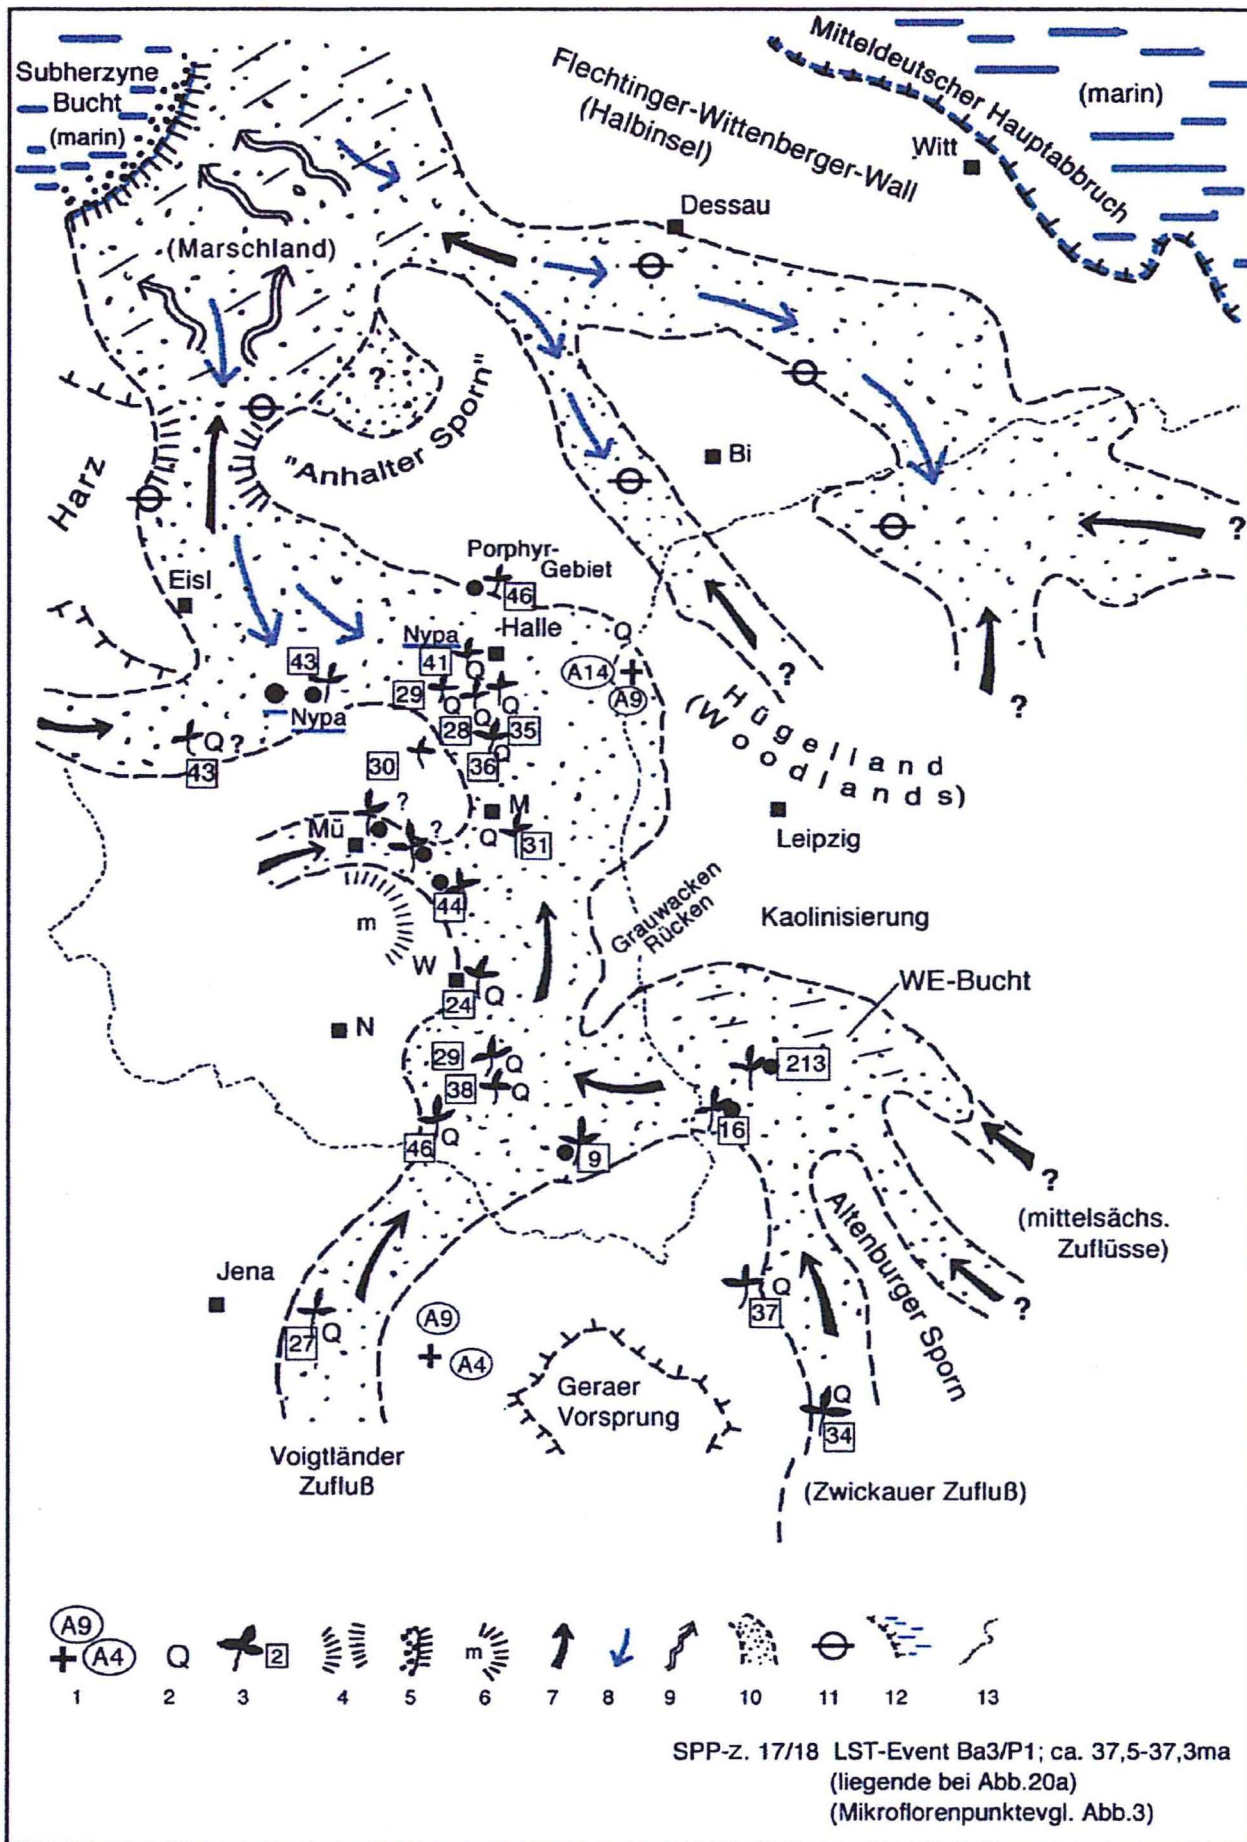 Subherzyne
Bucht
(marin)
Flechtinger-Wittenberger-Wall
(Halbinsel)
Mitteldeutscher Hauptabbruch
(marin)
Witt
Dessau
(Marschland)
?
"Anhalter Sporn"
Bi
Harz
?
Porphyr-
Gebiet
Eisl
46
Halle
Nypa
Q
43
41
Q
A14
A9
?
?
29
Q
Q
Nypa
28
35
Hügelland
(Woodlands)
Q ?
43
30
36
Q
?
M
Mü
?
Q
31
Leipzig
44
Grauwacken
Rücken
Kaolinisierung
m
W
WE-Bucht
24
Q
N
29
Q
213
38
Q
16
46
Q
9
?
(mittelsächs.
Zuflüsse)
Altenburger Sporn
Jena
Q
37
?
27
Q
A9
A4
Geraer
Vorsprung
Q
34
Voigtländer
Zufluß
(Zwickauer Zufluß)
A9
A4 Q 2 m
1 2 3 4 5 6 7 8 9 10 11 12 13
SPP-z. 17/18 LST-Event Ba3/P1; ca. 37,5-37,3ma
(liegende bei Abb.20a)
(Mikroflorenpunktevgl. Abb.3)